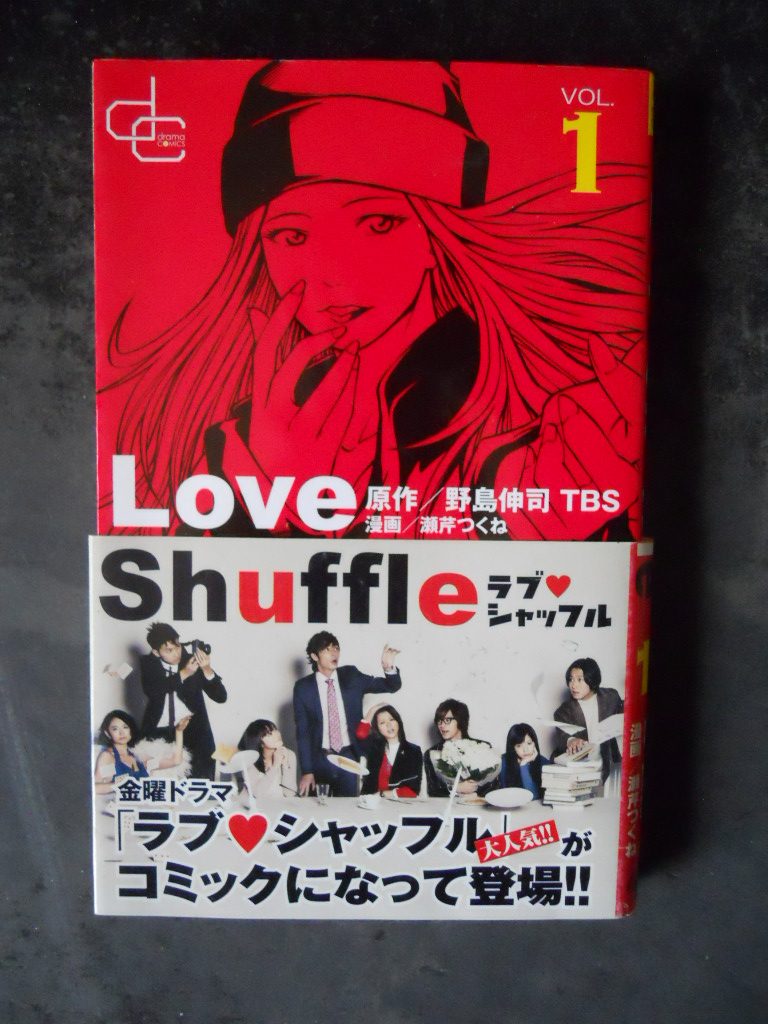 dc
drama
COMICS
VOL.
1
Love
原作／野島伸司 TBS
漫画／瀬芹つくね
Shuffle
ラブ♥
シャッフル
金曜ドラマ
「ラブ♥シャッフル」大人気!!が
コミックになって登場!!
1
漫画 瀬芹つくね